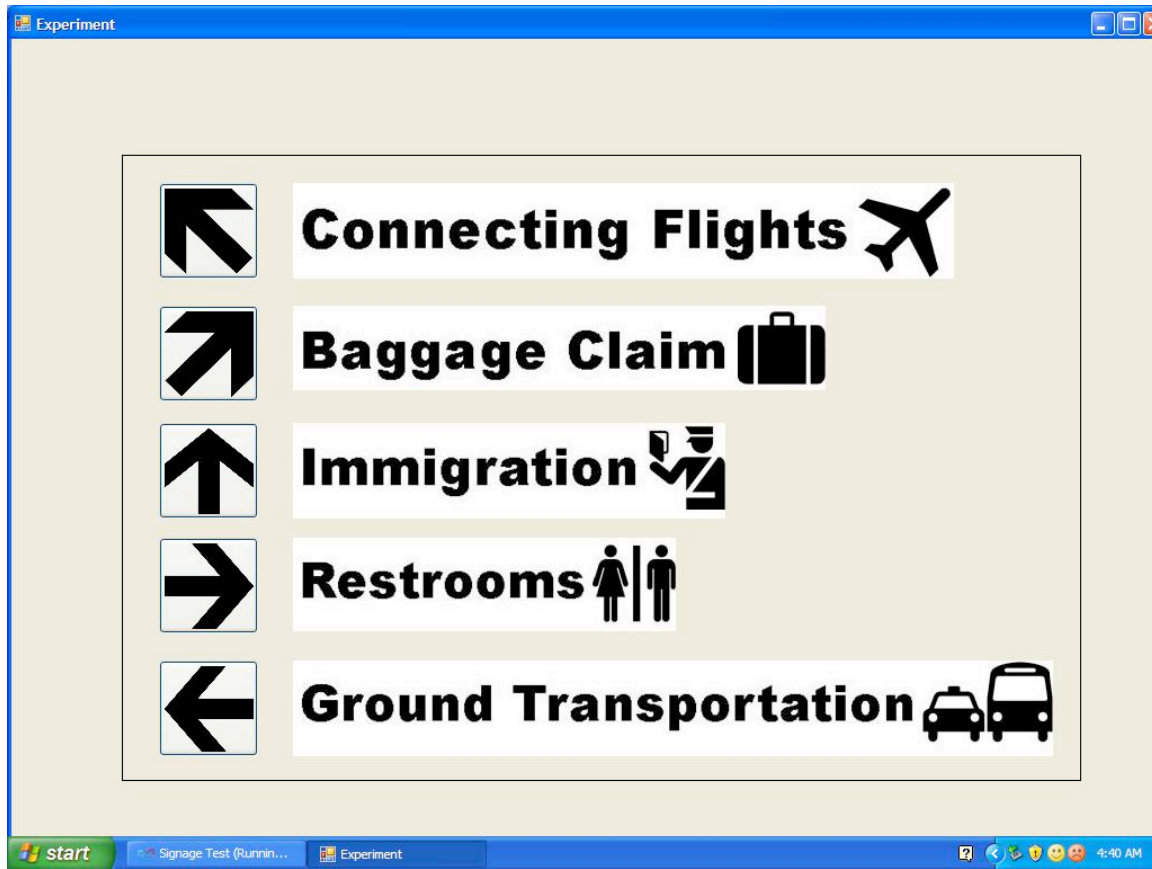 Experiment
Connecting Flights
Baggage Claim
Immigration
Restrooms
Ground Transportation
start
Signage Test (Runnin...
Experiment
4:40 AM